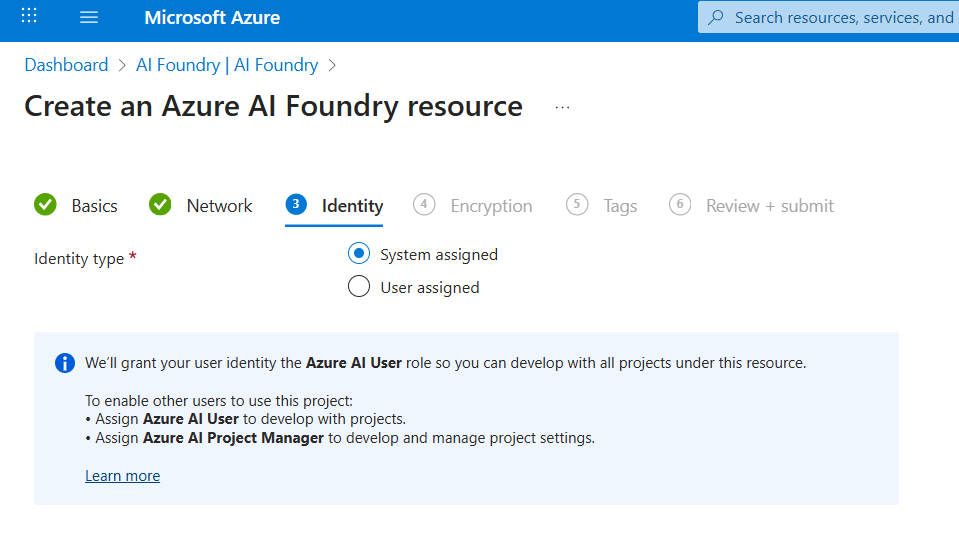 Microsoft Azure
Search resources, services, and
Dashboard > AI Foundry | AI Foundry >
Create an Azure AI Foundry resource ...
Basics Network 3 Identity 4 Encryption 5 Tags 6 Review + submit
Identity type * System assigned
User assigned
We'll grant your user identity the Azure AI User role so you can develop with all projects under this resource.
To enable other users to use this project:
• Assign Azure AI User to develop with projects.
• Assign Azure AI Project Manager to develop and manage project settings.
Learn more